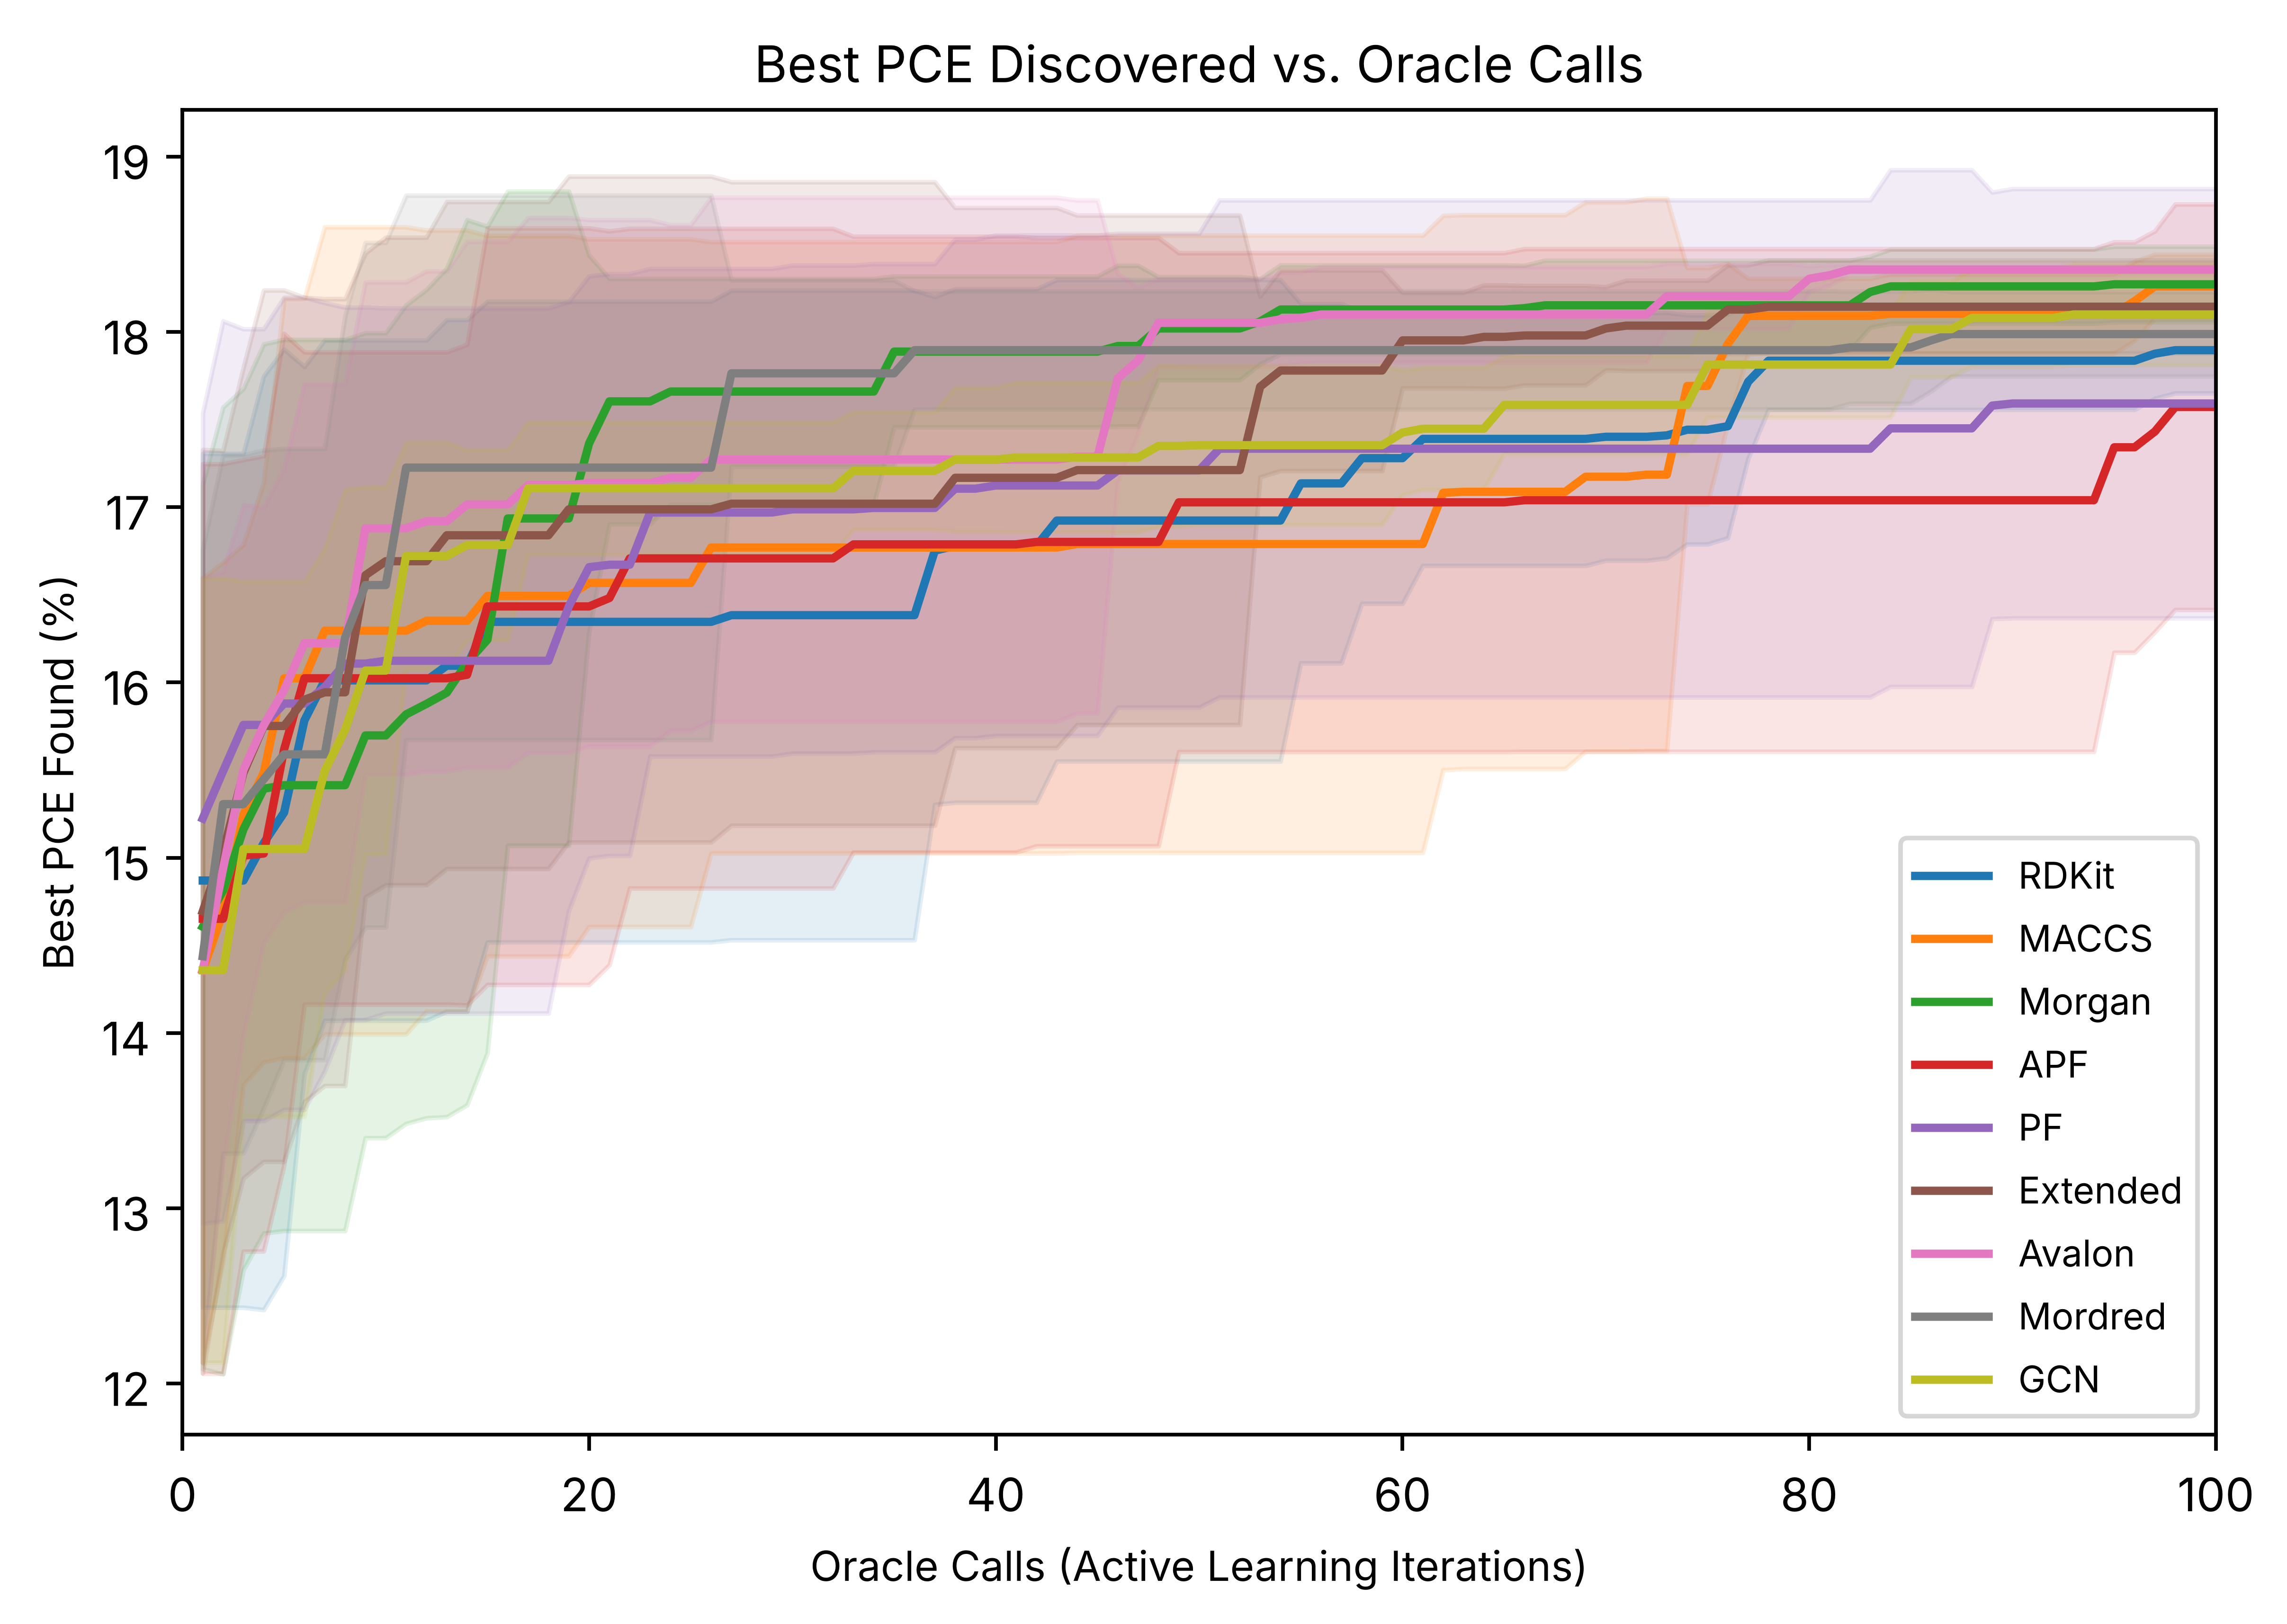 Best PCE Discovered vs. Oracle Calls
Best PCE Found (%)
19
18
17
16
15
14
13
12
0 20 40 60 80 100
Oracle Calls (Active Learning Iterations)
RDKit
MACCS
Morgan
APF
PF
Extended
Avalon
Mordred
GCN